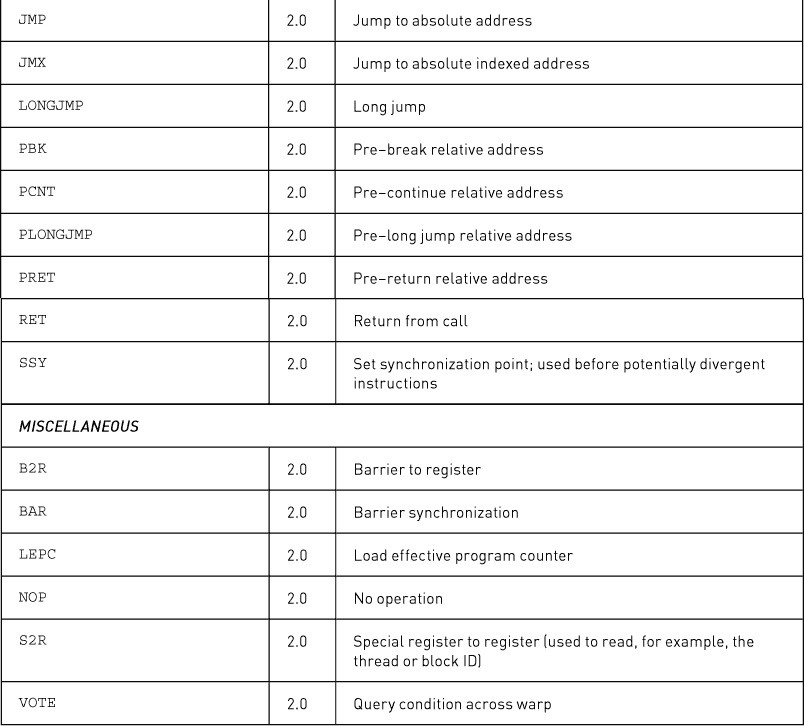 JMP 2.0 Jump to absolute address
JMX 2.0 Jump to absolute indexed address
LONGJMP 2.0 Long jump
PBK 2.0 Pre–break relative address
PCNT 2.0 Pre–continue relative address
PLONGJMP 2.0 Pre–long jump relative address
PRET 2.0 Pre–return relative address
RET 2.0 Return from call
SSY 2.0 Set synchronization point; used before potentially divergent
instructions
MISCELLANEOUS
B2R 2.0 Barrier to register
BAR 2.0 Barrier synchronization
LEPC 2.0 Load effective program counter
NOP 2.0 No operation
S2R 2.0 Special register to register (used to read, for example, the
thread or block ID)
VOTE 2.0 Query condition across warp